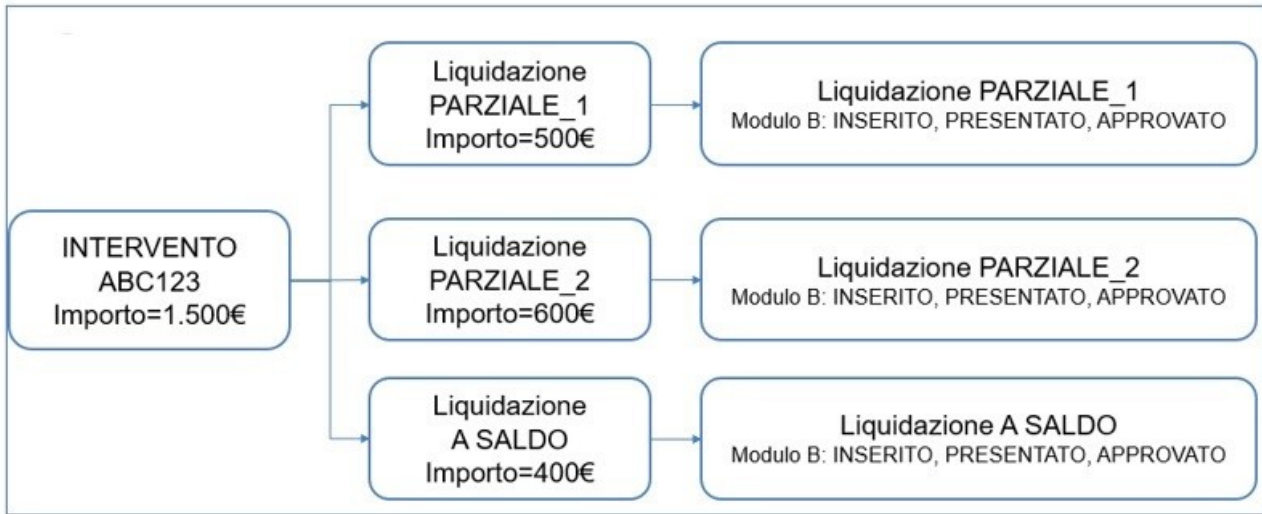 INTERVENTO
ABC123
Importo=1.500€
Liquidazione
PARZIALE_1
Importo=500€
Liquidazione PARZIALE_1
Modulo B: INSERITO, PRESENTATO, APPROVATO
Liquidazione
PARZIALE_2
Importo=600€
Liquidazione PARZIALE_2
Modulo B: INSERITO, PRESENTATO, APPROVATO
Liquidazione
A SALDO
Importo=400€
Liquidazione A SALDO
Modulo B: INSERITO, PRESENTATO, APPROVATO